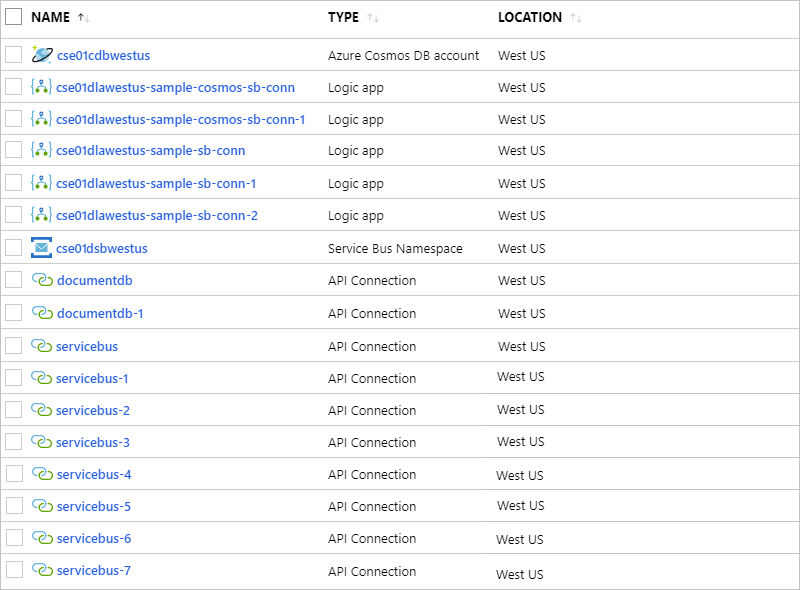 NAME TYPE LOCATION
cse01cdbwestus Azure Cosmos DB account West US
cse01dlawestus-sample-cosmos-sb-conn Logic app West US
cse01dlawestus-sample-cosmos-sb-conn-1 Logic app West US
cse01dlawestus-sample-sb-conn Logic app West US
cse01dlawestus-sample-sb-conn-1 Logic app West US
cse01dlawestus-sample-sb-conn-2 Logic app West US
cse01dsbwestus Service Bus Namespace West US
documentdb API Connection West US
documentdb-1 API Connection West US
servicebus API Connection West US
servicebus-1 API Connection West US
servicebus-2 API Connection West US
servicebus-3 API Connection West US
servicebus-4 API Connection West US
servicebus-5 API Connection West US
servicebus-6 API Connection West US
servicebus-7 API Connection West US